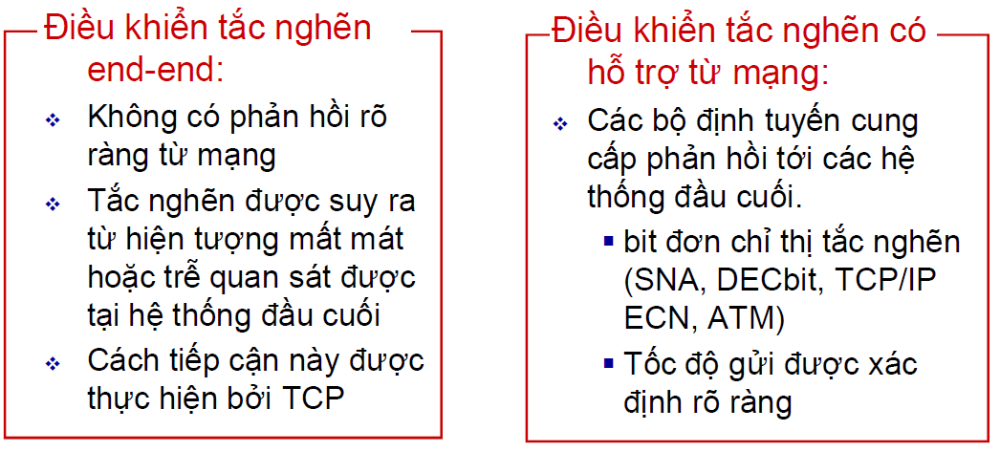 Điều khiển tắc nghẽn
end-end:
Không có phản hồi rõ
ràng từ mạng
Tắc nghẽn được suy ra
từ hiện tượng mất mát
hoặc trễ quan sát được
tại hệ thống đầu cuối
Cách tiếp cận này được
thực hiện bởi TCP
Điều khiển tắc nghẽn có
hỗ trợ từ mạng:
Các bộ định tuyến cung
cấp phản hồi tới các hệ
thống đầu cuối.
bit đơn chỉ thị tắc nghẽn
(SNA, DECbit, TCP/IP
ECN, ATM)
Tốc độ gửi được xác
định rõ ràng